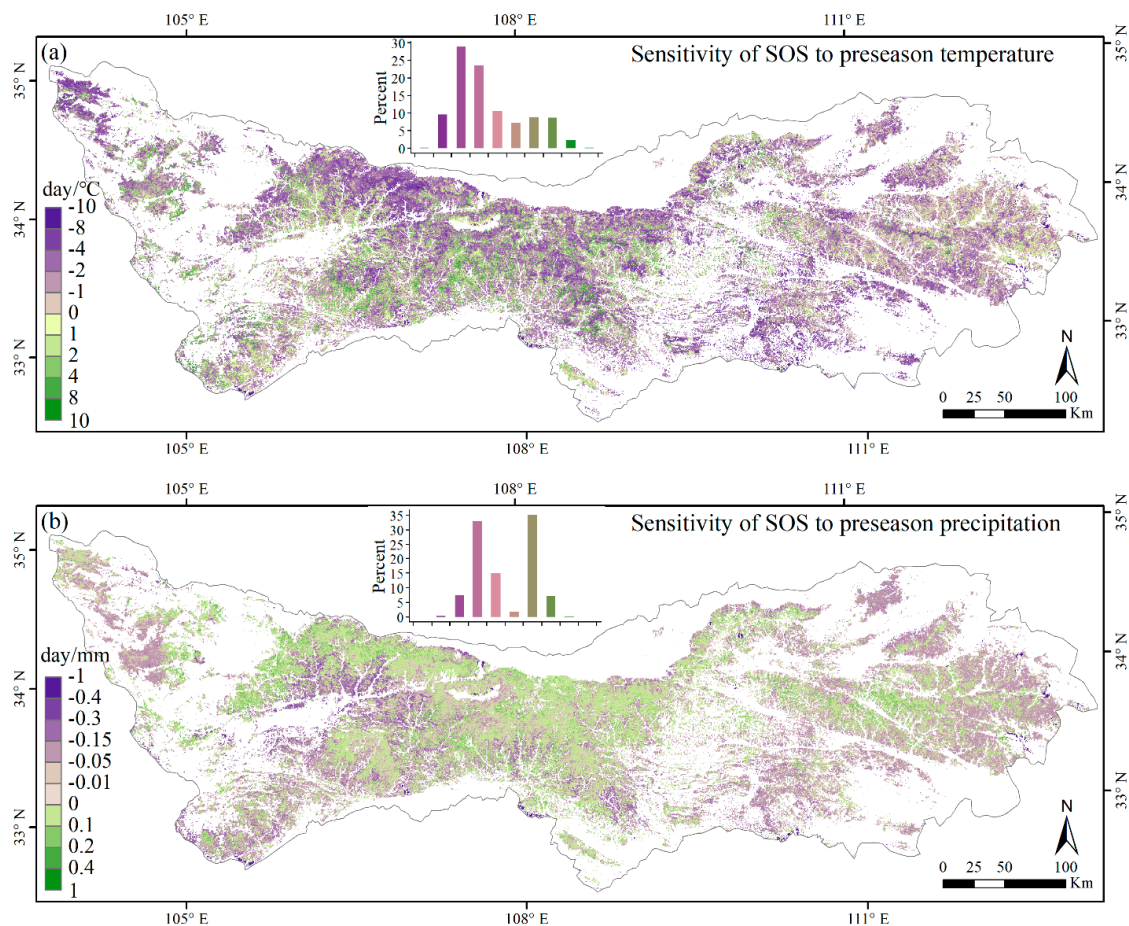 105° E 108° E 111° E
(a)
Sensitivity of SOS to preseason temperature
Percent
30
25
20
15
10
5
0
35° N
34° N
33° N
35° N
34° N
33° N
day/°C
-10
-8
-4
-2
-1
0
1
2
4
8
10
N
0 25 50 100
Km
105° E 108° E 111° E
105° E 108° E 111° E
(b)
Sensitivity of SOS to preseason precipitation
Percent
35
30
25
20
15
10
5
0
35° N
34° N
33° N
35° N
34° N
33° N
day/mm
-1
-0.4
-0.3
-0.15
-0.05
-0.01
0
0.1
0.2
0.4
1
N
0 25 50 100
Km
105° E 108° E 111° E